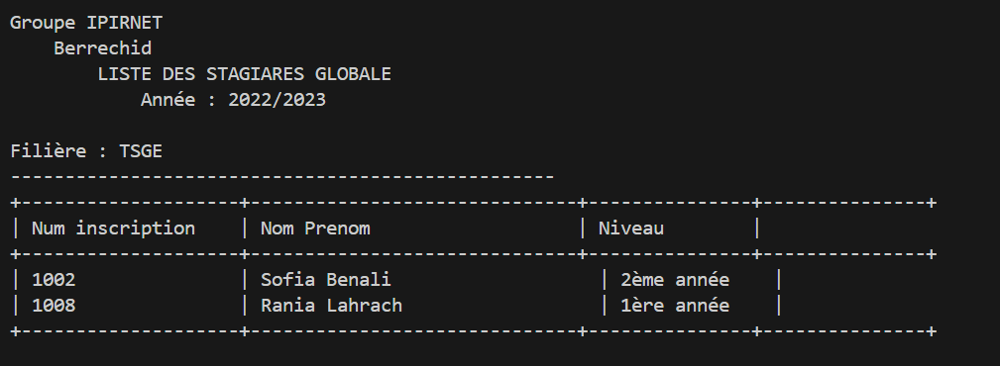 Groupe IPIRNET
    Berrechid
        LISTE DES STAGIARES GLOBALE
            Année : 2022/2023

Filière : TSGE
--------------------------------------------------
+--------------------+------------------------------+---------------+---------------+
| Num inscription    | Nom Prenom                   | Niveau        |
+--------------------+------------------------------+---------------+---------------+
| 1002               | Sofia Benali                   | 2ème année    |
| 1008               | Rania Lahrach                  | 1ère année    |
+--------------------+------------------------------+---------------+---------------+